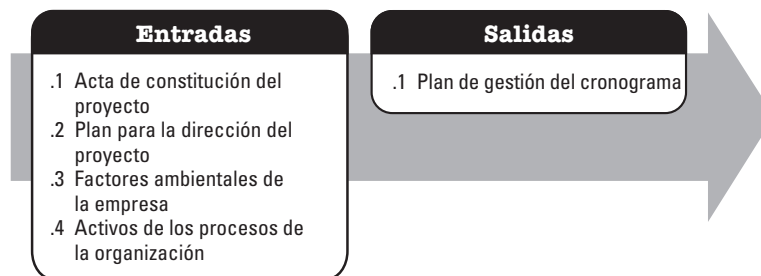 Entradas
.1 Acta de constitución del
proyecto
.2 Plan para la dirección del
proyecto
.3 Factores ambientales de
la empresa
.4 Activos de los procesos de
la organización
Salidas
.1 Plan de gestión del cronograma